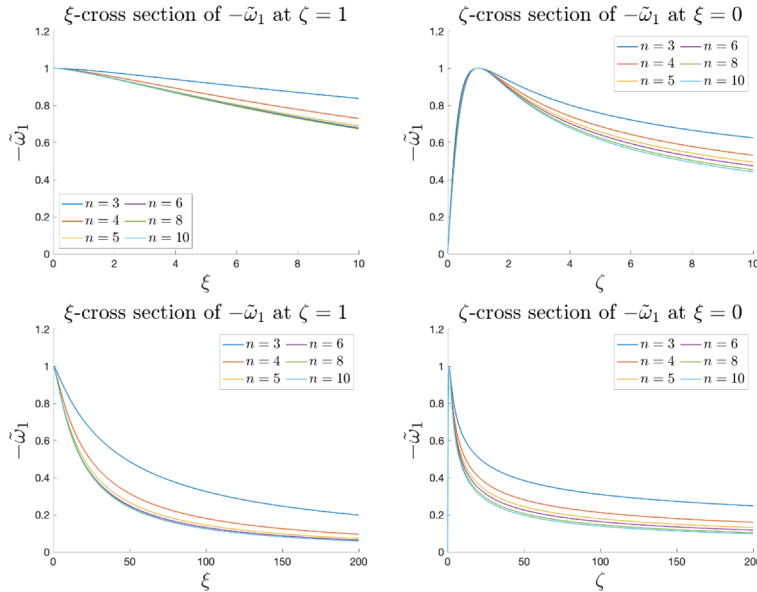 ξ-cross section of −ω̃₁ at ζ = 1
1.2
1
0.8
0.6
0.4
0.2
0
−ω̃₁
n = 3 n = 6
n = 4 n = 8
n = 5 n = 10
0 2 4 6 8 10
ξ
ζ-cross section of −ω̃₁ at ξ = 0
1.2
1
0.8
0.6
0.4
0.2
0
−ω̃₁
n = 3 n = 6
n = 4 n = 8
n = 5 n = 10
0 2 4 6 8 10
ζ
ξ-cross section of −ω̃₁ at ζ = 1
1.2
1
0.8
0.6
0.4
0.2
0
−ω̃₁
n = 3 n = 6
n = 4 n = 8
n = 5 n = 10
0 50 100 150 200
ξ
ζ-cross section of −ω̃₁ at ξ = 0
1.2
1
0.8
0.6
0.4
0.2
0
−ω̃₁
n = 3 n = 6
n = 4 n = 8
n = 5 n = 10
0 50 100 150 200
ζ